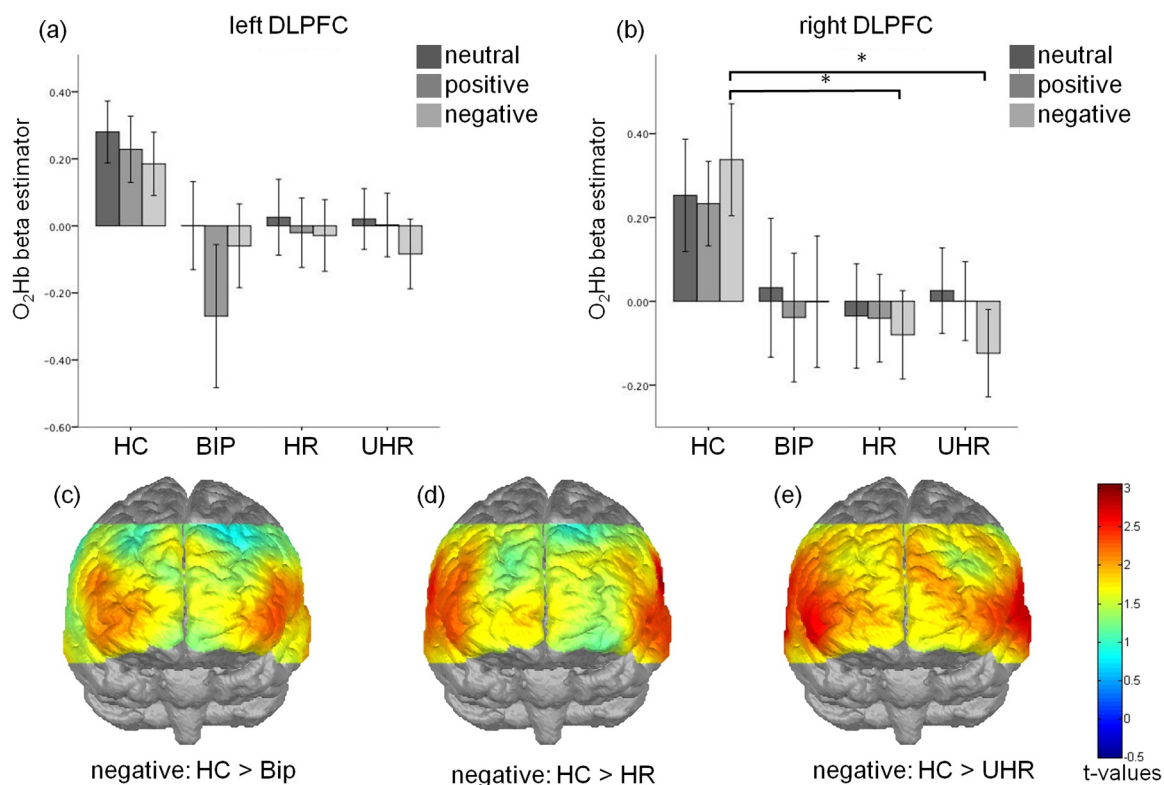 (a)
left DLPFC
neutral
positive
negative
O₂Hb beta estimator
0.40
0.20
0.00
−0.20
−0.40
−0.60
HC BIP HR UHR
(b)
right DLPFC
neutral
positive
negative
*
*
O₂Hb beta estimator
0.40
0.20
0.00
−0.20
HC BIP HR UHR
(c)
negative: HC > Bip
(d)
negative: HC > HR
(e)
negative: HC > UHR
3
2.5
2
1.5
1
0.5
0
-0.5
t-values